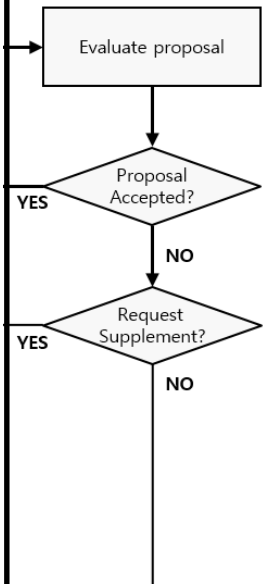 Evaluate proposal
Proposal
Accepted?
YES
NO
Request
Supplement?
YES
NO